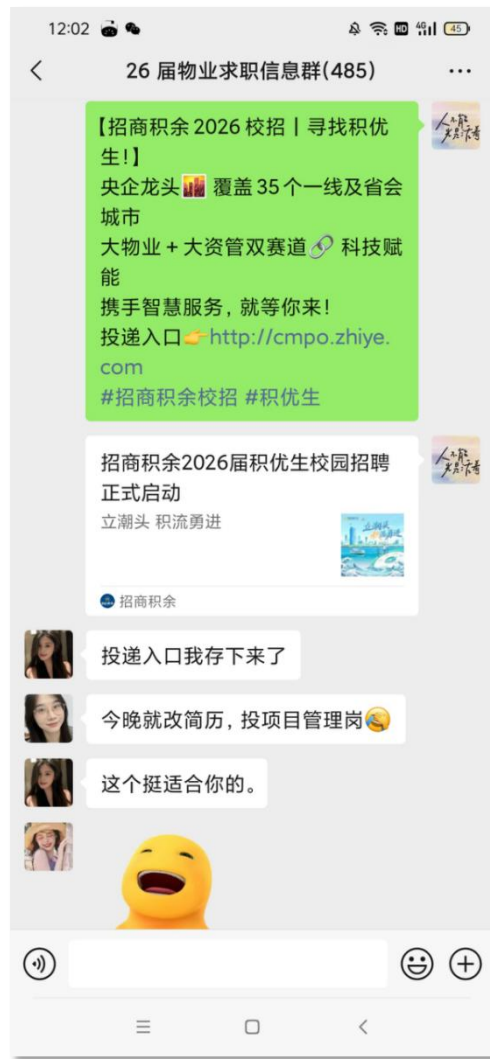 12:02
HD 46 45
26 届物业求职信息群(485)
【招商积余 2026 校招丨寻找积优
生!】
央企龙头🌇 覆盖 35 个一线及省会
城市
大物业 + 大资管双赛道🔗 科技赋
能
携手智慧服务，就等你来!
投递入口👉http://cmpo.zhiye.
com
#招商积余校招 #积优生
招商积余2026届积优生校园招聘
正式启动
立潮头 积流勇进
招商积余
投递入口我存下来了
今晚就改简历，投项目管理岗🤣
这个挺适合你的。